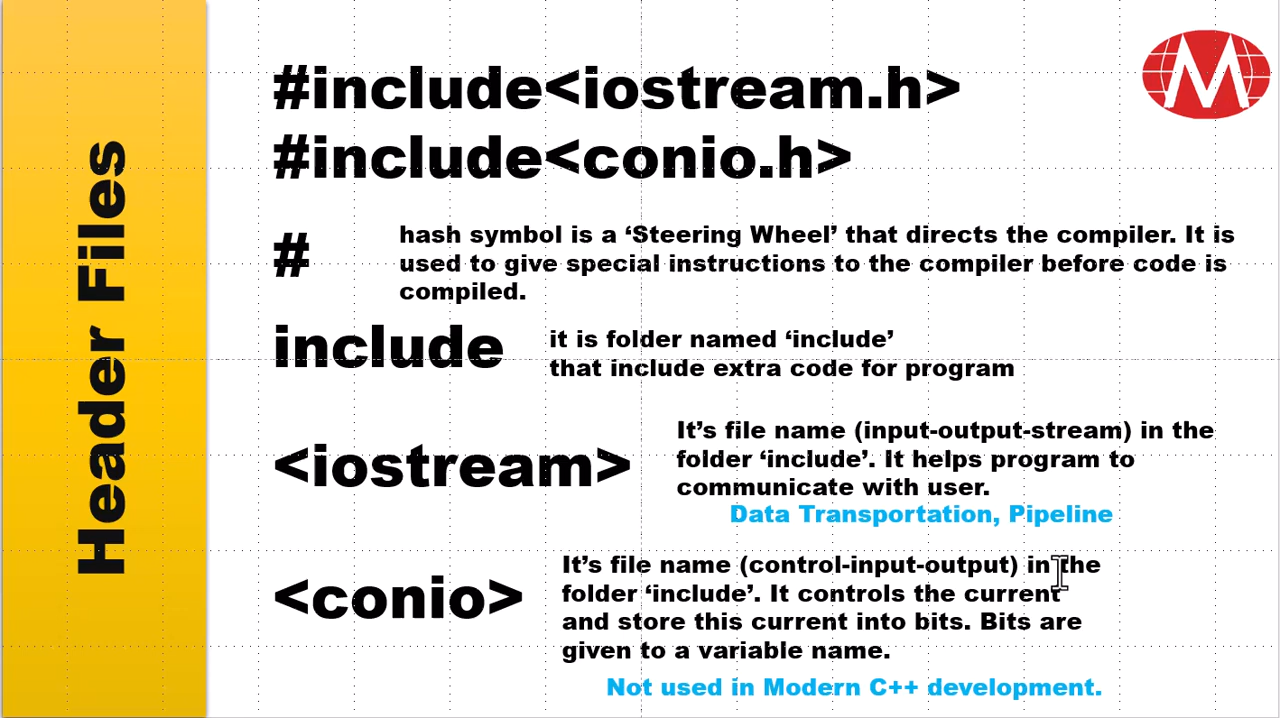 Header Files
#include<iostream.h>
#include<conio.h>
#
hash symbol is a ‘Steering Wheel’ that directs the compiler. It is
used to give special instructions to the compiler before code is
compiled.
include
it is folder named ‘include’
that include extra code for program
<iostream>
It’s file name (input-output-stream) in the
folder ‘include’. It helps program to
communicate with user.
Data Transportation, Pipeline
<conio>
It’s file name (control-input-output) in the
folder ‘include’. It controls the current
and store this current into bits. Bits are
given to a variable name.
Not used in Modern C++ development.
M